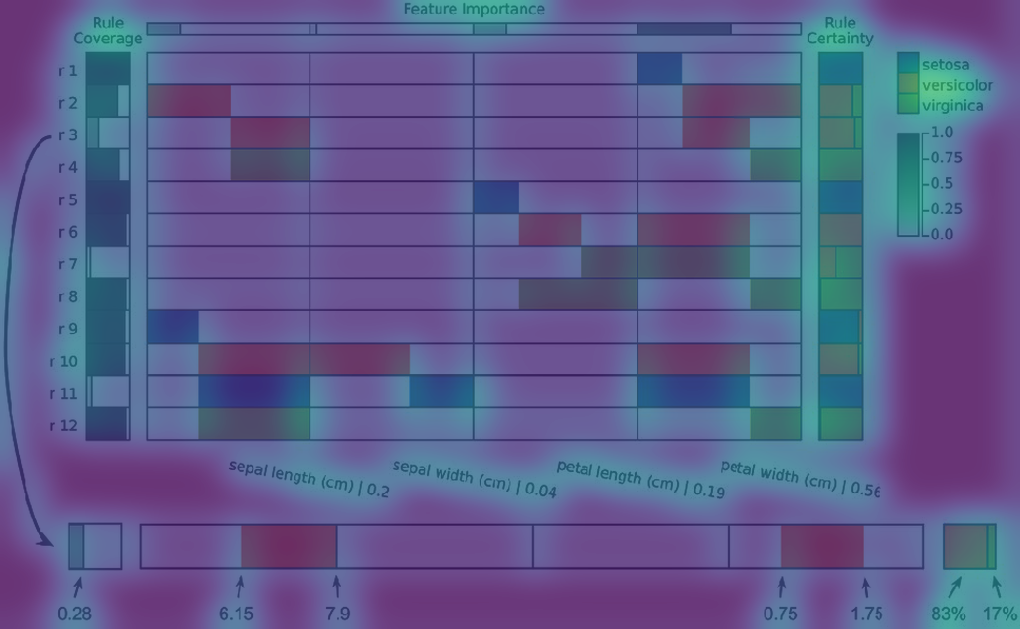 Feature Importance
Rule
Coverage
Rule
Certainty
r 1
r 2
r 3
r 4
r 5
r 6
r 7
r 8
r 9
r 10
r 11
r 12
setosa
versicolor
virginica
1.0
0.75
0.5
0.25
0.0
sepal length (cm) | 0.2
sepal width (cm) | 0.04
petal length (cm) | 0.19
petal width (cm) | 0.56
0.28
6.15
7.9
0.75
1.75
83%
17%